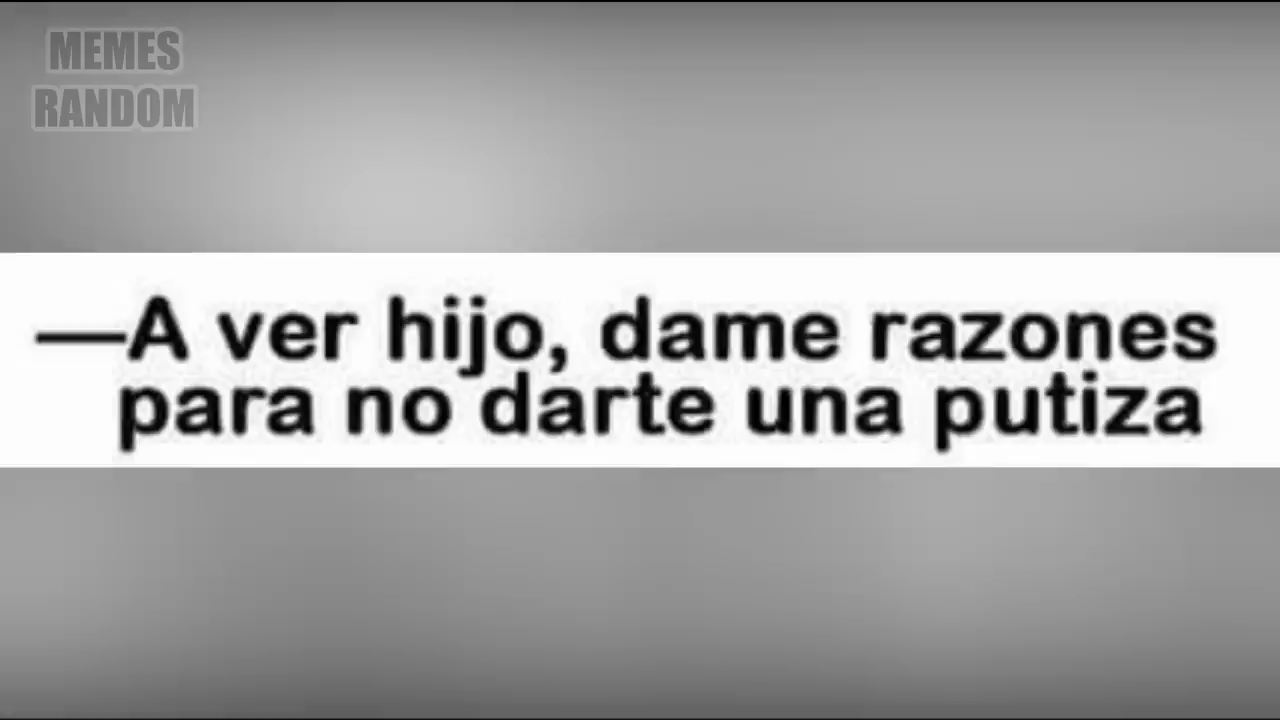 MEMES
RANDOM
—A ver hijo, dame razones
para no darte una putiza